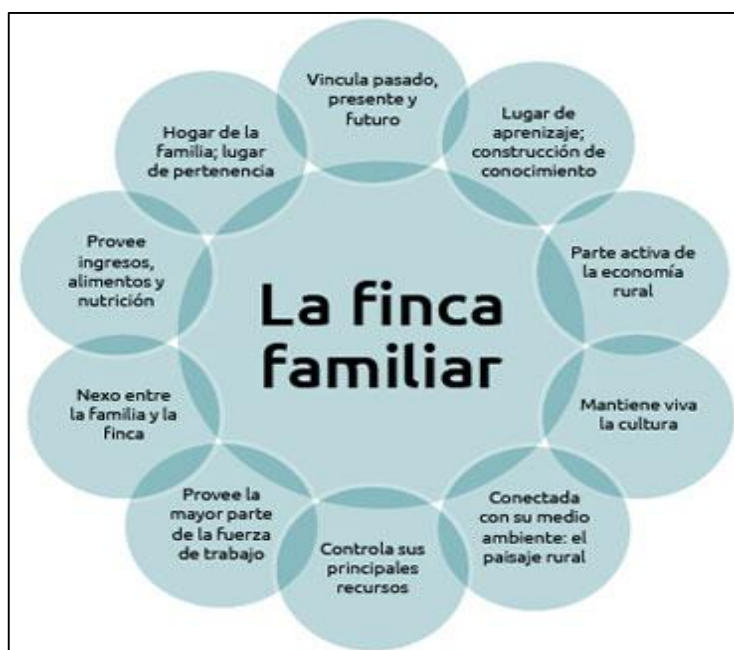 La finca
familiar
Vincula pasado,
presente y
futuro
Lugar de
aprenizaje;
construcción de
conocimiento
Parte activa de
la economía
rural
Mantiene viva
la cultura
Conectada
con su medio
ambiente: el
paisaje rural
Controla sus
principales
recursos
Provee la
mayor parte
de la fuerza
de trabajo
Nexo entre
la familia y la
finca
Provee
ingresos,
alimentos y
nutrición
Hogar de la
familia; lugar
de pertenencia